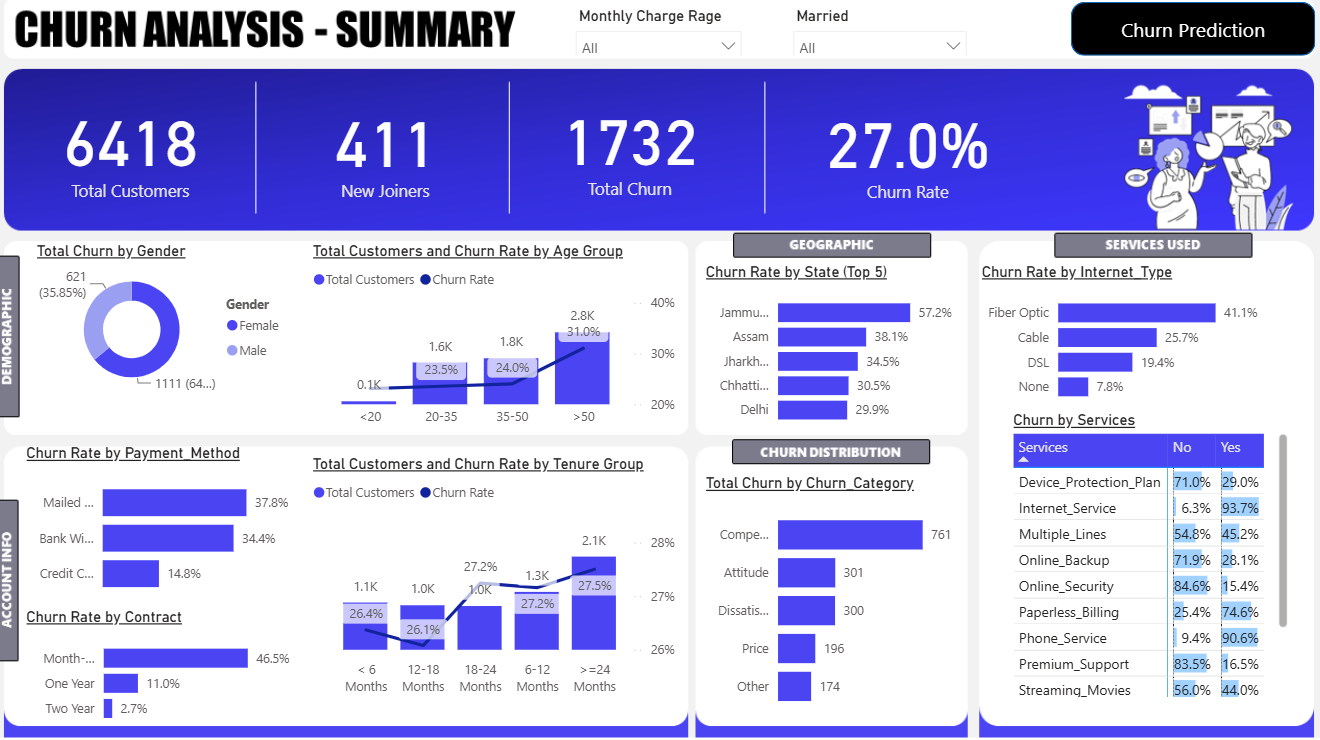 CHURN ANALYSIS - SUMMARY
Monthly Charge Rage
All
Married
All
Churn Prediction
6418
Total Customers
411
New Joiners
1732
Total Churn
27.0%
Churn Rate
DEMOGRAPHIC
Total Churn by Gender
621
(35.85%)
1111 (64...)
Gender
Female
Male
Total Customers and Churn Rate by Age Group
Total Customers Churn Rate
0.1K 1.6K 1.8K 2.8K
23.5% 24.0% 31.0%
40%
30%
20%
<20 20-35 35-50 >50
GEOGRAPHIC
Churn Rate by State (Top 5)
Jammu... 57.2%
Assam 38.1%
Jharkh... 34.5%
Chhatti... 30.5%
Delhi 29.9%
SERVICES USED
Churn Rate by Internet_Type
Fiber Optic 41.1%
Cable 25.7%
DSL 19.4%
None 7.8%
Churn by Services
Services No Yes
Device_Protection_Plan 71.0% 29.0%
Internet_Service 6.3% 93.7%
Multiple_Lines 54.8% 45.2%
Online_Backup 71.9% 28.1%
Online_Security 84.6% 15.4%
Paperless_Billing 25.4% 74.6%
Phone_Service 9.4% 90.6%
Premium_Support 83.5% 16.5%
Streaming_Movies 56.0% 44.0%
ACCOUNT INFO
Churn Rate by Payment_Method
Mailed ... 37.8%
Bank Wi... 34.4%
Credit C... 14.8%
Churn Rate by Contract
Month-... 46.5%
One Year 11.0%
Two Year 2.7%
Total Customers and Churn Rate by Tenure Group
Total Customers Churn Rate
1.1K 1.0K 1.0K 1.3K 2.1K
26.4% 26.1% 27.2% 27.2% 27.5%
28%
27%
26%
< 6 12-18 18-24 6-12 >=24
Months Months Months Months Months
CHURN DISTRIBUTION
Total Churn by Churn_Category
Compe... 761
Attitude 301
Dissatis... 300
Price 196
Other 174